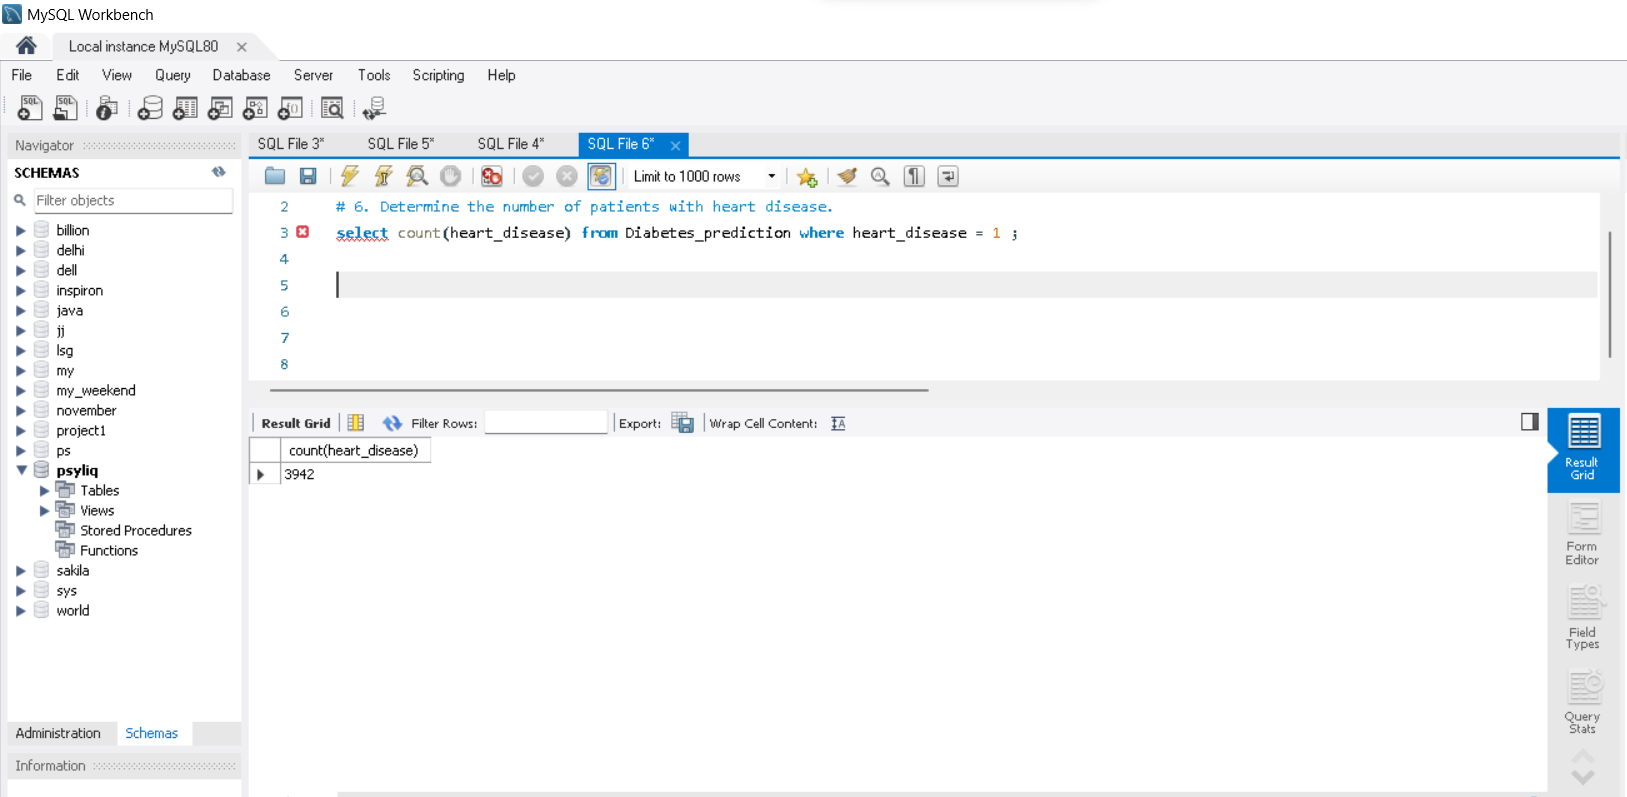 MySQL Workbench
Local instance MySQL80
File Edit View Query Database Server Tools Scripting Help
SQL SQL
Navigator
SCHEMAS
Filter objects
billion
delhi
dell
inspiron
java
jj
lsg
my
my_weekend
november
project1
ps
psyliq
Tables
Views
Stored Procedures
Functions
sakila
sys
world
Administration Schemas
Information
SQL File 3* SQL File 5* SQL File 4* SQL File 6*
Limit to 1000 rows
2 # 6. Determine the number of patients with heart disease.
3 select count(heart_disease) from Diabetes_prediction where heart_disease = 1 ;
4
5
6
7
8
Result Grid Filter Rows: Export: Wrap Cell Content:
count(heart_disease)
3942
Result
Grid
Form
Editor
Field
Types
Query
Stats